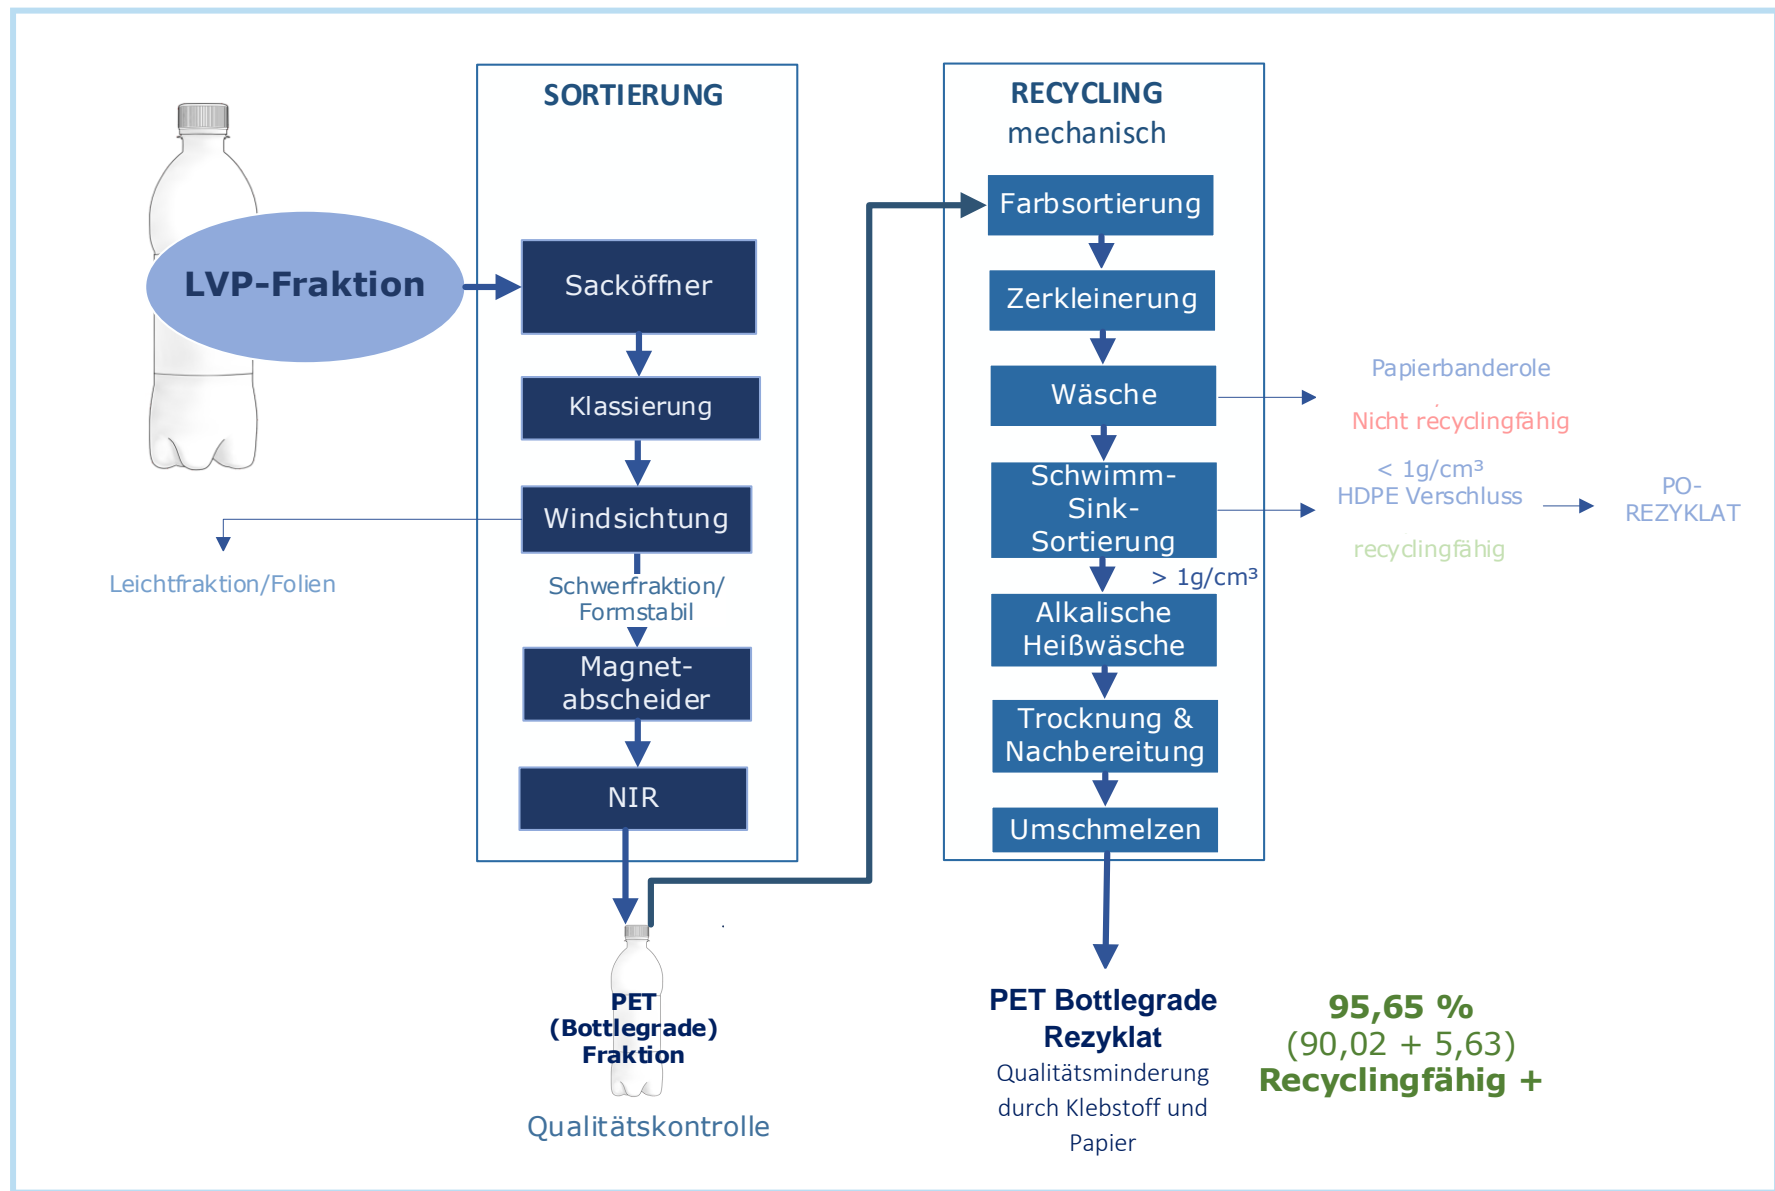 SORTIERUNG
LVP-Fraktion
Sacköffner
Klassierung
Windsichtung
Leichtfraktion/Folien
Schwerfraktion/
Formstabil
Magnet-
abscheider
NIR
PET
(Bottlegrade)
Fraktion
Qualitätskontrolle
RECYCLING
mechanisch
Farbsortierung
Zerkleinerung
Wäsche
Papierbanderole
Nicht recyclingfähig
Schwimm-
Sink-
Sortierung
< 1g/cm³
HDPE Verschluss
recyclingfähig
PO-
REZYKLAT
> 1g/cm³
Alkalische
Heißwäsche
Trocknung &
Nachbereitung
Umschmelzen
PET Bottlegrade
Rezyklat
Qualitätsminderung
durch Klebstoff und
Papier
95,65 %
(90,02 + 5,63)
Recyclingfähig +